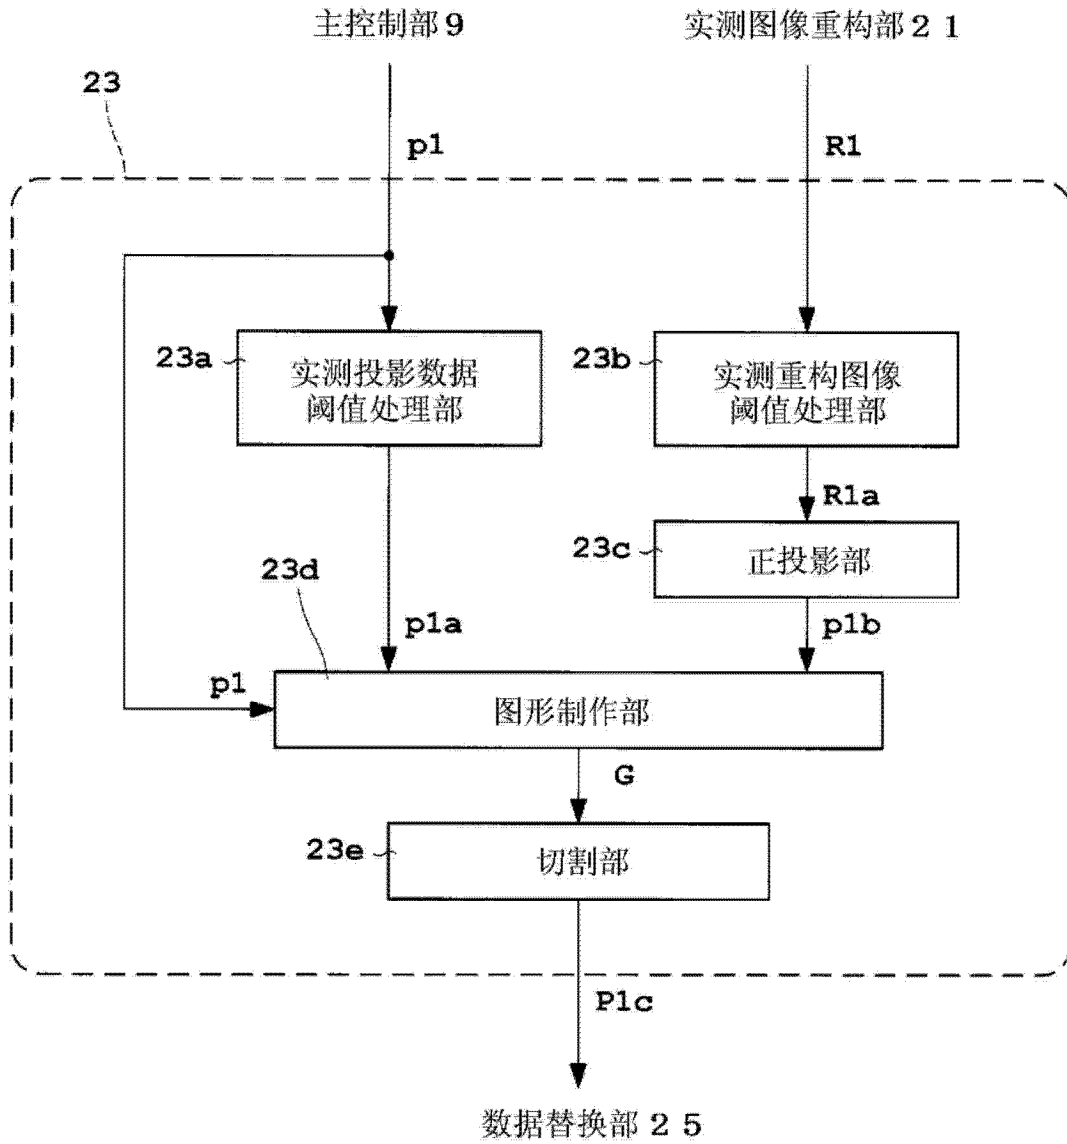 主控制部9
实测图像重构部21
23
p1
R1
23a
实测投影数据
阈值处理部
23b
实测重构图像
阈值处理部
R1a
23c
正投影部
23d
p1a
p1b
p1
图形制作部
G
23e
切割部
P1c
数据替换部25